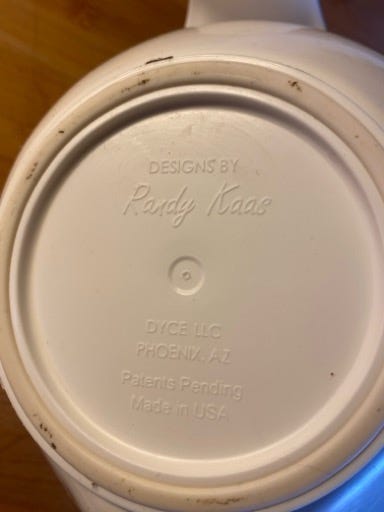 DESIGNS BY
Randy Kaas
DYCE LLC
PHOENIX, AZ
Patents Pending
Made in USA